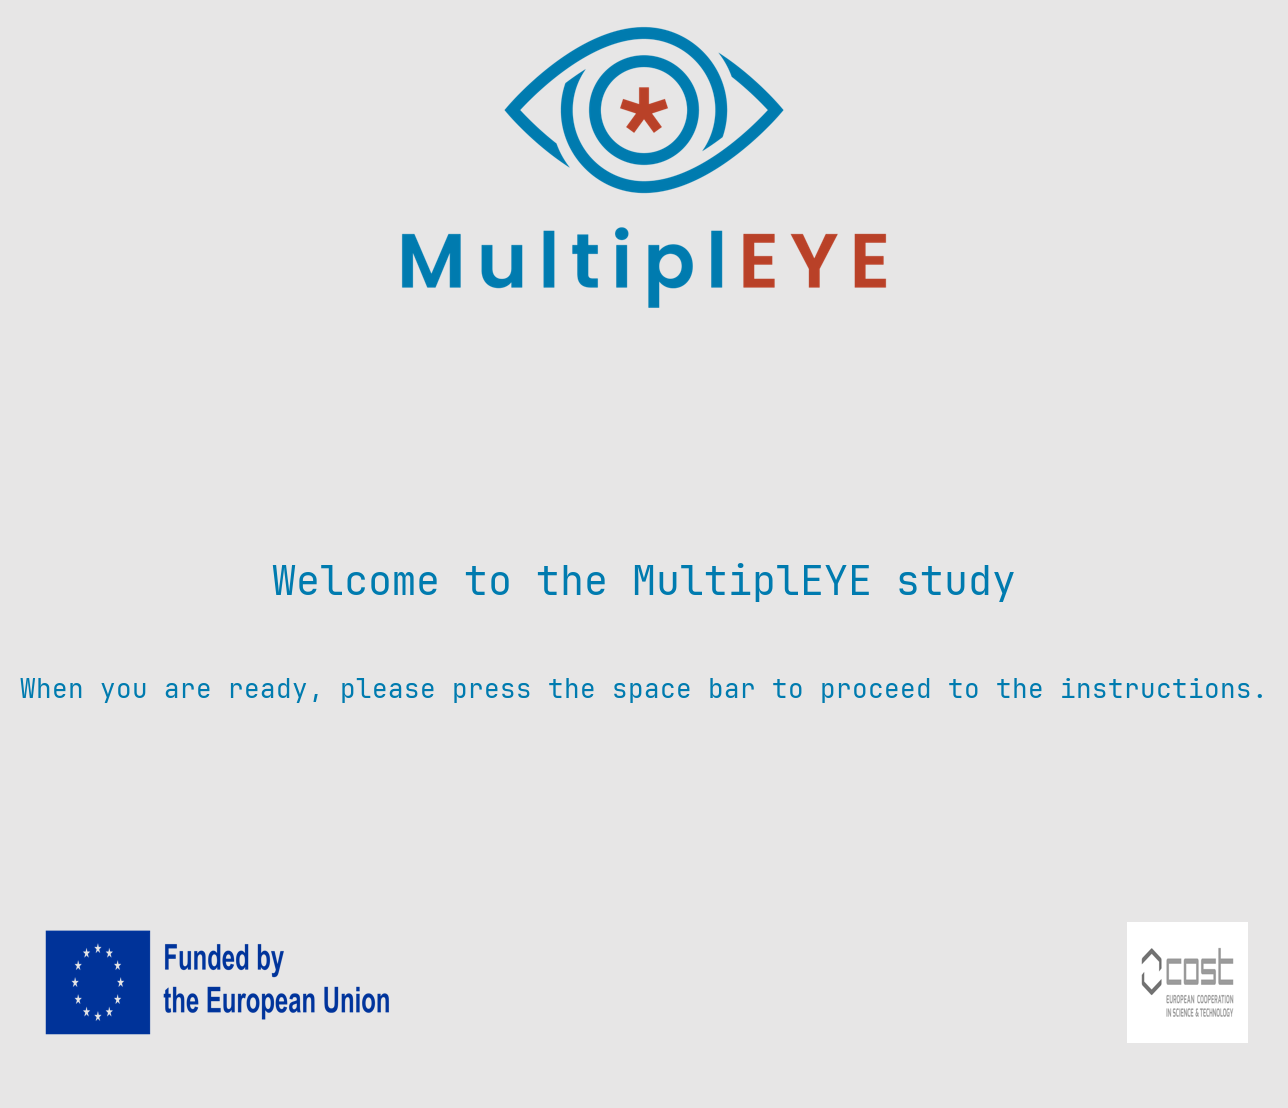 MultiplEYE
Welcome to the MultiplEYE study
When you are ready, please press the space bar to proceed to the instructions.
Funded by
the European Union
cost
EUROPEAN COOPERATION
IN SCIENCE & TECHNOLOGY